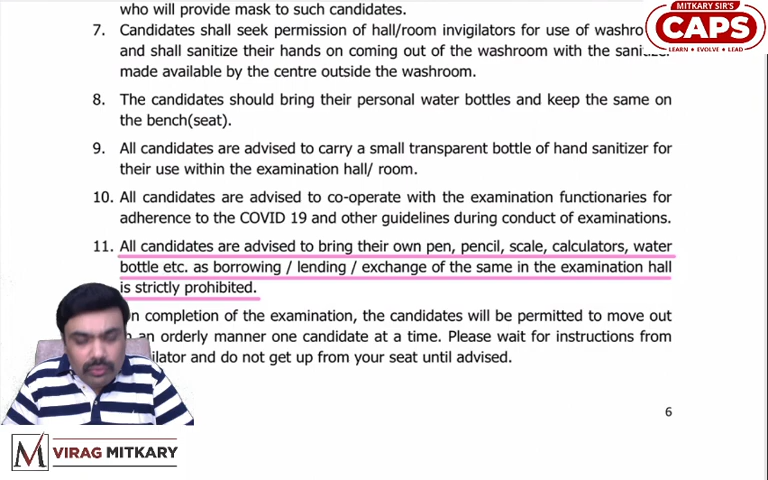 who will provide mask to such candidates.
MITKARY SIR'S
CAPS
LEARN • EVOLVE • LEAD
7. Candidates shall seek permission of hall/room invigilators for use of
and shall sanitize their hands on coming out of the washroom with the
made available by the centre outside the washroom.
8. The candidates should bring their personal water bottles and keep the same on
the bench(seat).
9. All candidates are advised to carry a small transparent bottle of hand sanitizer for
their use within the examination hall/ room.
10. All candidates are advised to co-operate with the examination functionaries for
adherence to the COVID 19 and other guidelines during conduct of examinations.
11. All candidates are advised to bring their own pen, pencil, scale, calculators, water
bottle etc. as borrowing / lending / exchange of the same in the examination hall
is strictly prohibited.
completion of the examination, the candidates will be permitted to move out
an orderly manner one candidate at a time. Please wait for instructions from
and do not get up from your seat until advised.
6
VIRAG MITKARY